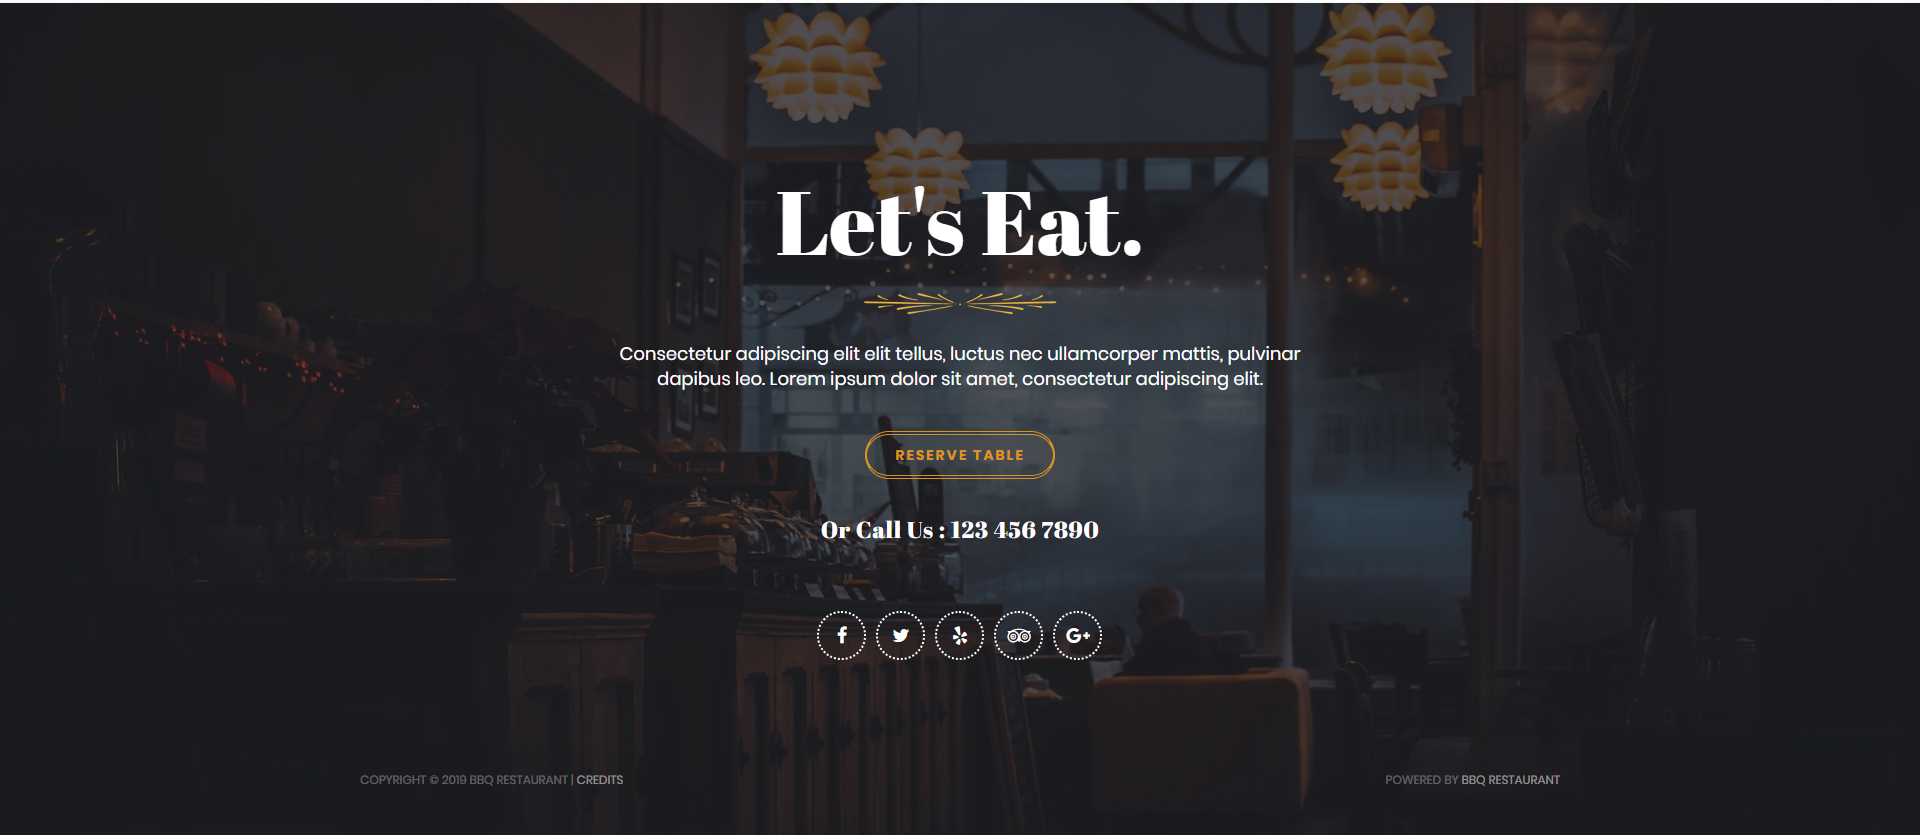 Let's Eat.
Consectetur adipiscing elit elit tellus, luctus nec ullamcorper mattis, pulvinar
dapibus leo. Lorem ipsum dolor sit amet, consectetur adipiscing elit.
RESERVE TABLE
Or Call Us : 123 456 7890
COPYRIGHT © 2019 BBQ RESTAURANT | CREDITS
POWERED BY BBQ RESTAURANT